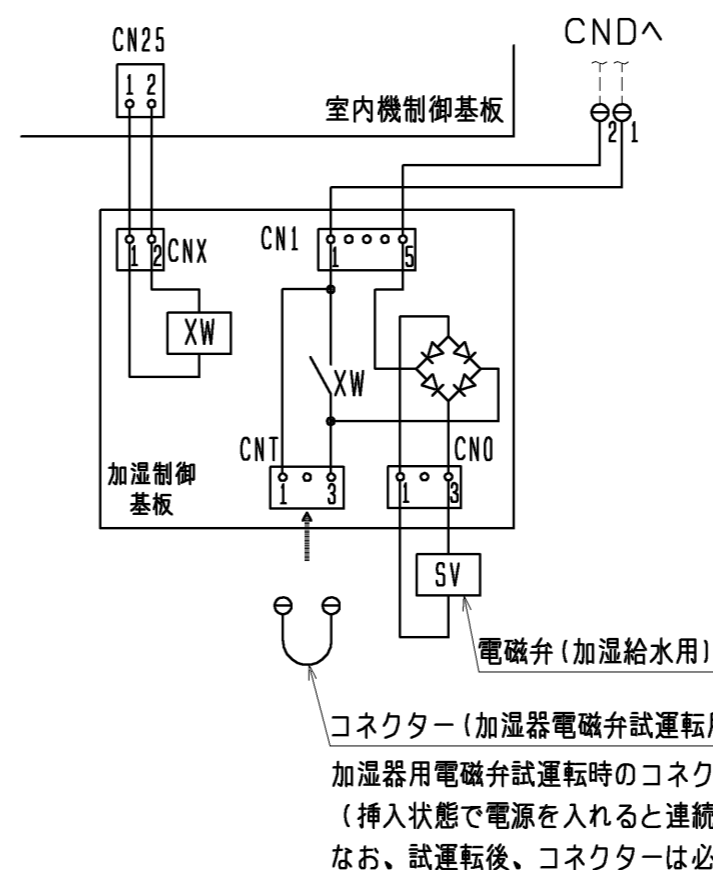 CN25
CNDへ
1 2
室内機制御基板
2 1
CN1
1 2
CNX
1 5
XW
XW
CNT
CN0
加湿制御
基板
1 3
1 3
SV
電磁弁(加湿給水用)
コネクター(加湿器電磁弁試運転
加湿器用電磁弁試運転時のコネク
(挿入状態で電源を入れると連続
なお、試運転後、コネクターは必